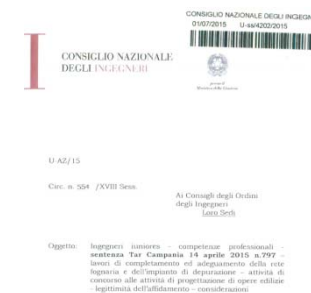 CONSIGLIO NAZIONALE DEGLI INGEGN
01/07/2015 U-ss/4202/2015
CONSIGLIO NAZIONALE
DEGLI INGEGNERI
U-AZ/15
Circ. n. 554 /XVIII Sess.
Ai Consigli degli Ordini
degli Ingegneri
Loro Sedi
Oggetto: Ingegneri iuniores - competenze professionali -
sentenza Tar Campania 14 aprile 2015 n.797 -
lavori di completamento ed adeguamento della rete
fognaria e dell'impianto di depurazione - attività di
concorso alle attività di progettazione di opere edilizie
- legittimità dell'affidamento - considerazioni